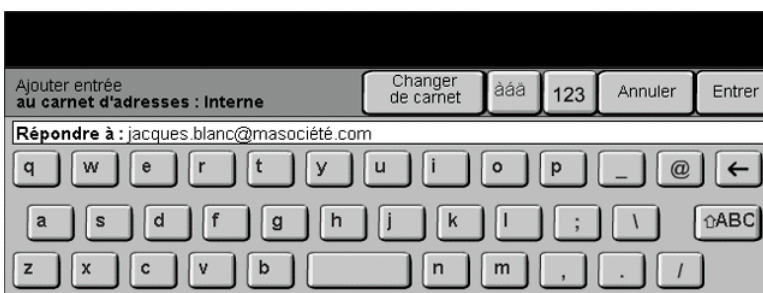 Ajouter entrée
au carnet d'adresses : Interne
Changer
de carnet
àáä
123
Annuler
Entrer
Répondre à : jacques.blanc@masociété.com
q w e r t y u i o p _ @ ←
a s d f g h j k l ; \ ⇧ABC
z x c v b n m , . /